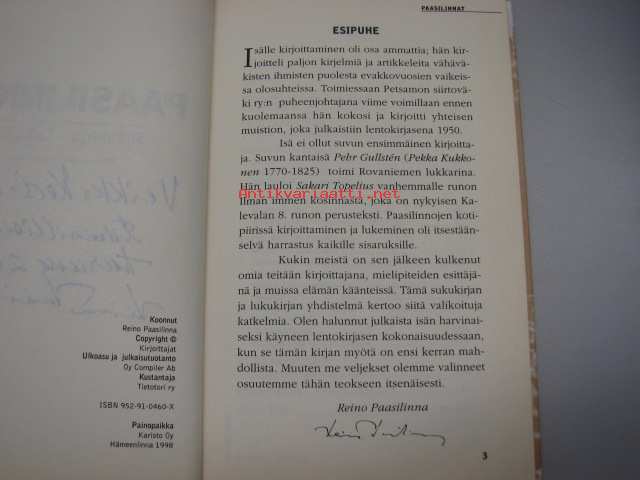 Koonnut
Reino Paasilinna
Copyright ©
Kirjoittajat
Ulkoasu ja julkaisutuotanto
Oy Compiler Ab
Kustantaja
Tietotori ry
ISBN 952-91-0460-X
Painopaikka
Karisto Oy
Hämeenlinna 1998
PAASILINNAT
ESIPUHE
Isälle kirjoittaminen oli osa ammattia; hän kir-
joitteli paljon kirjelmiä ja artikkeleita vähävä-
kisten ihmisten puolesta evakkovuosien vaikeis-
sa olosuhteissa. Toimiessaan Petsamon siirtovä-
ki ry:n puheenjohtajana viime voimillaan ennen
kuolemaansa hän kokosi ja kirjoitti yhteisen
muistion, joka julkaistiin lentokirjasena 1950.
Isä ei ollut suvun ensimmäinen kirjoitta-
ja. Suvun kantaisä Pehr Gullstén (Pekka Kukko-
nen 1770-1825) toimi Rovaniemen lukkarina.
Hän lauloi Sakari Topelius vanhemmalle runon
Ilman immen kosinnasta, joka on nykyisen Ka-
levalan 8. runon perusteksti. Paasilinnojen koti-
piirissä kirjoittaminen ja lukeminen oli itsestään-
selvä harrastus kaikille sisaruksille.
Kukin meistä on sen jälkeen kulkenut
omia teitään kirjoittajana, mielipiteiden esittäjä-
nä ja muissa elämän käänteissä. Tämä sukukirjan
ja lukukirjan yhdistelmä kertoo siitä valikoituja
katkelmia. Olen halunnut julkaista isän harvinai-
seksi käyneen lentokirjasen kokonaisuudessaan,
kun se tämän kirjan myötä on ensi kerran mah-
dollista. Muuten me veljekset olemme valinneet
osuutemme tähän teokseen itsenäisesti.
Reino Paasilinna
3
Antikvariaatti.net